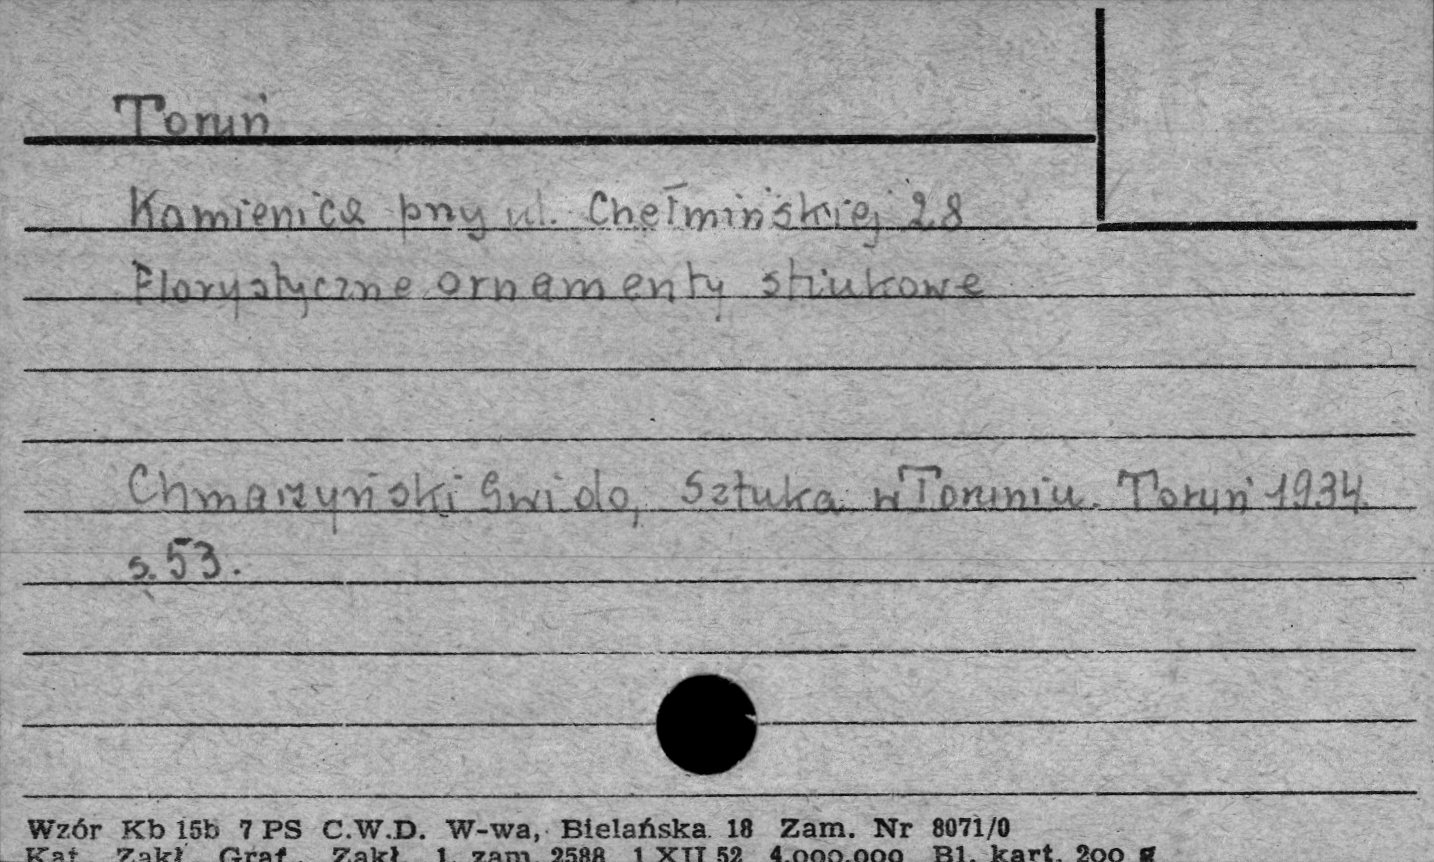 Toruń
Kamienica przy ul. Chełmińskiej 28
Florystyczne ornamenty stiukowe
Chmarzyński Gwido, Sztuka w Toruniu. Toruń 1934.
s. 53.
Wzór Kb 15b 7 PS C.W.D. W-wa, Bielańska 18 Zam. Nr 8071/0
Kat. Zakł. Graf. Zakł. 1. zam. 2588 1 XII 52 4.000.000 Bl. kart. 200 g